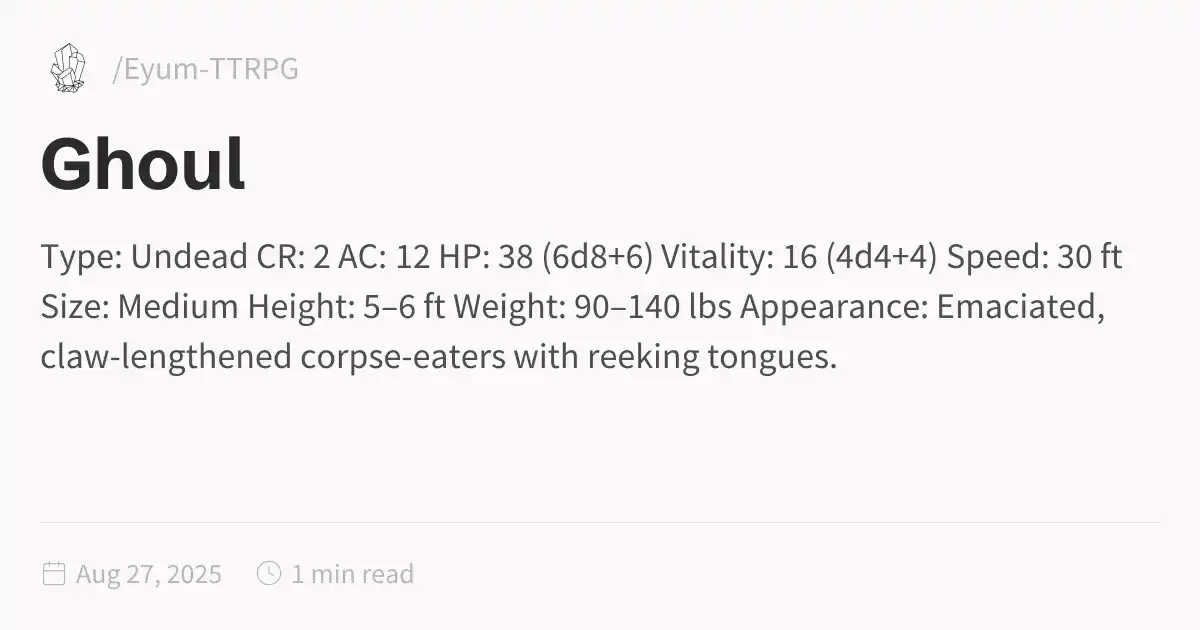 /Eyum-TTRPG
Ghoul
Type: Undead CR: 2 AC: 12 HP: 38 (6d8+6) Vitality: 16 (4d4+4) Speed: 30 ft
Size: Medium Height: 5–6 ft Weight: 90–140 lbs Appearance: Emaciated,
claw-lengthened corpse-eaters with reeking tongues.
Aug 27, 2025 1 min read